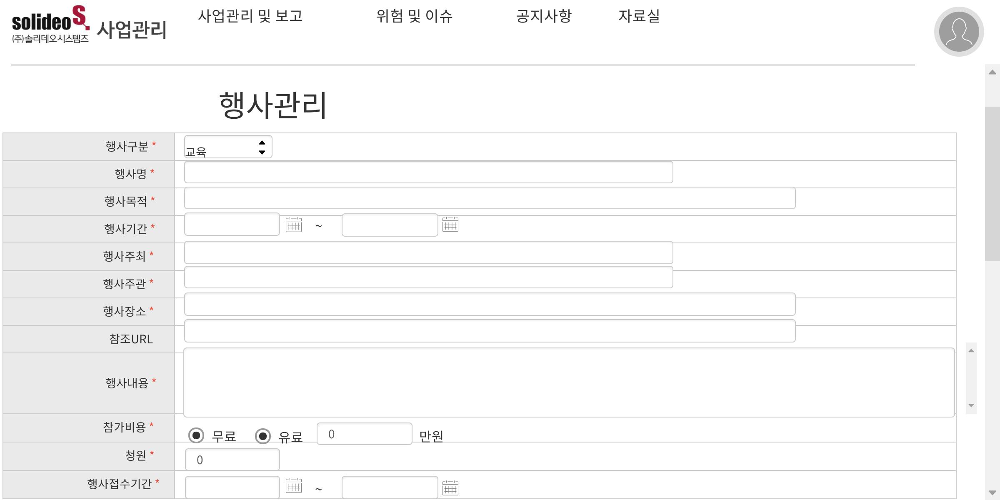 solideoS
(주)솔리데오시스템즈
사업관리
사업관리 및 보고 위험 및 이슈 공지사항 자료실
행사관리
행사구분 * 교육
행사명 *
행사목적 *
행사기간 * ~
행사주최 *
행사주관 *
행사장소 *
참조URL
행사내용 *
참가비용 * 무료 유료 0 만원
청원 * 0
행사접수기간 * ~